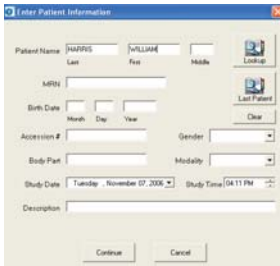 Enter Patient Information
Patient Name HARRIS WILLIAM Lookup
Last First Middle
MRN
Last Patient
Birth Date
Month Day Year Clear
Accession # Gender
Body Part Modality
Study Date Tuesday , November 07, 2006 Study Time 04:11 PM
Description
Continue Cancel